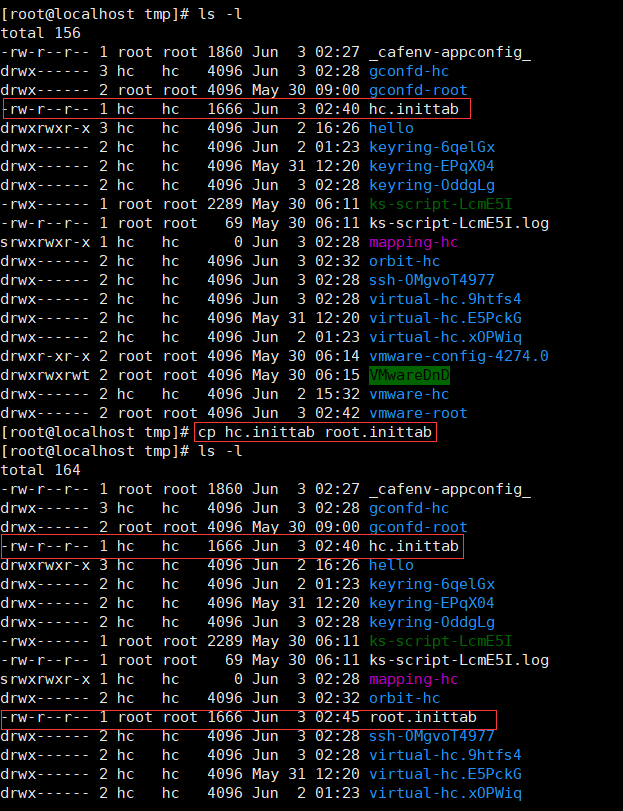 [root@localhost tmp]# ls -l
total 156
-rw-r--r-- 1 root root 1860 Jun  3 02:27 _cafenv-appconfig_
drwx------ 3 hc   hc   4096 Jun  3 02:28 gconfd-hc
drwx------ 2 root root 4096 May 30 09:00 gconfd-root
-rw-r--r-- 1 hc   hc   1666 Jun  3 02:40 hc.inittab
drwxrwxr-x 3 hc   hc   4096 Jun  2 16:26 hello
drwx------ 2 hc   hc   4096 Jun  2 01:23 keyring-6qelGx
drwx------ 2 hc   hc   4096 May 31 12:20 keyring-EPqX04
drwx------ 2 hc   hc   4096 Jun  3 02:28 keyring-OddgLg
-rwx------ 1 root root 2289 May 30 06:11 ks-script-LcmE5I
-rw-r--r-- 1 root root   69 May 30 06:11 ks-script-LcmE5I.log
srwxrwxr-x 1 hc   hc      0 Jun  3 02:28 mapping-hc
drwx------ 2 hc   hc   4096 Jun  3 02:32 orbit-hc
drwx------ 2 hc   hc   4096 Jun  3 02:28 ssh-OMgvoT4977
drwx------ 2 hc   hc   4096 Jun  3 02:28 virtual-hc.9htfs4
drwx------ 2 hc   hc   4096 May 31 12:20 virtual-hc.E5PckG
drwx------ 2 hc   hc   4096 Jun  2 01:23 virtual-hc.xOPWiq
drwxr-xr-x 2 root root 4096 May 30 06:14 vmware-config-4274.0
drwxrwxrwt 2 root root 4096 May 30 06:15 VMwareDnD
drwx------ 2 hc   hc   4096 Jun  2 15:32 vmware-hc
drwx------ 2 root root 4096 Jun  3 02:42 vmware-root
[root@localhost tmp]# cp hc.inittab root.inittab
[root@localhost tmp]# ls -l
total 164
-rw-r--r-- 1 root root 1860 Jun  3 02:27 _cafenv-appconfig_
drwx------ 3 hc   hc   4096 Jun  3 02:28 gconfd-hc
drwx------ 2 root root 4096 May 30 09:00 gconfd-root
-rw-r--r-- 1 hc   hc   1666 Jun  3 02:40 hc.inittab
drwxrwxr-x 3 hc   hc   4096 Jun  2 16:26 hello
drwx------ 2 hc   hc   4096 Jun  2 01:23 keyring-6qelGx
drwx------ 2 hc   hc   4096 May 31 12:20 keyring-EPqX04
drwx------ 2 hc   hc   4096 Jun  3 02:28 keyring-OddgLg
-rwx------ 1 root root 2289 May 30 06:11 ks-script-LcmE5I
-rw-r--r-- 1 root root   69 May 30 06:11 ks-script-LcmE5I.log
srwxrwxr-x 1 hc   hc      0 Jun  3 02:28 mapping-hc
drwx------ 2 hc   hc   4096 Jun  3 02:32 orbit-hc
-rw-r--r-- 1 root root 1666 Jun  3 02:45 root.inittab
drwx------ 2 hc   hc   4096 Jun  3 02:28 ssh-OMgvoT4977
drwx------ 2 hc   hc   4096 Jun  3 02:28 virtual-hc.9htfs4
drwx------ 2 hc   hc   4096 May 31 12:20 virtual-hc.E5PckG
drwx------ 2 hc   hc   4096 Jun  2 01:23 virtual-hc.xOPWiq